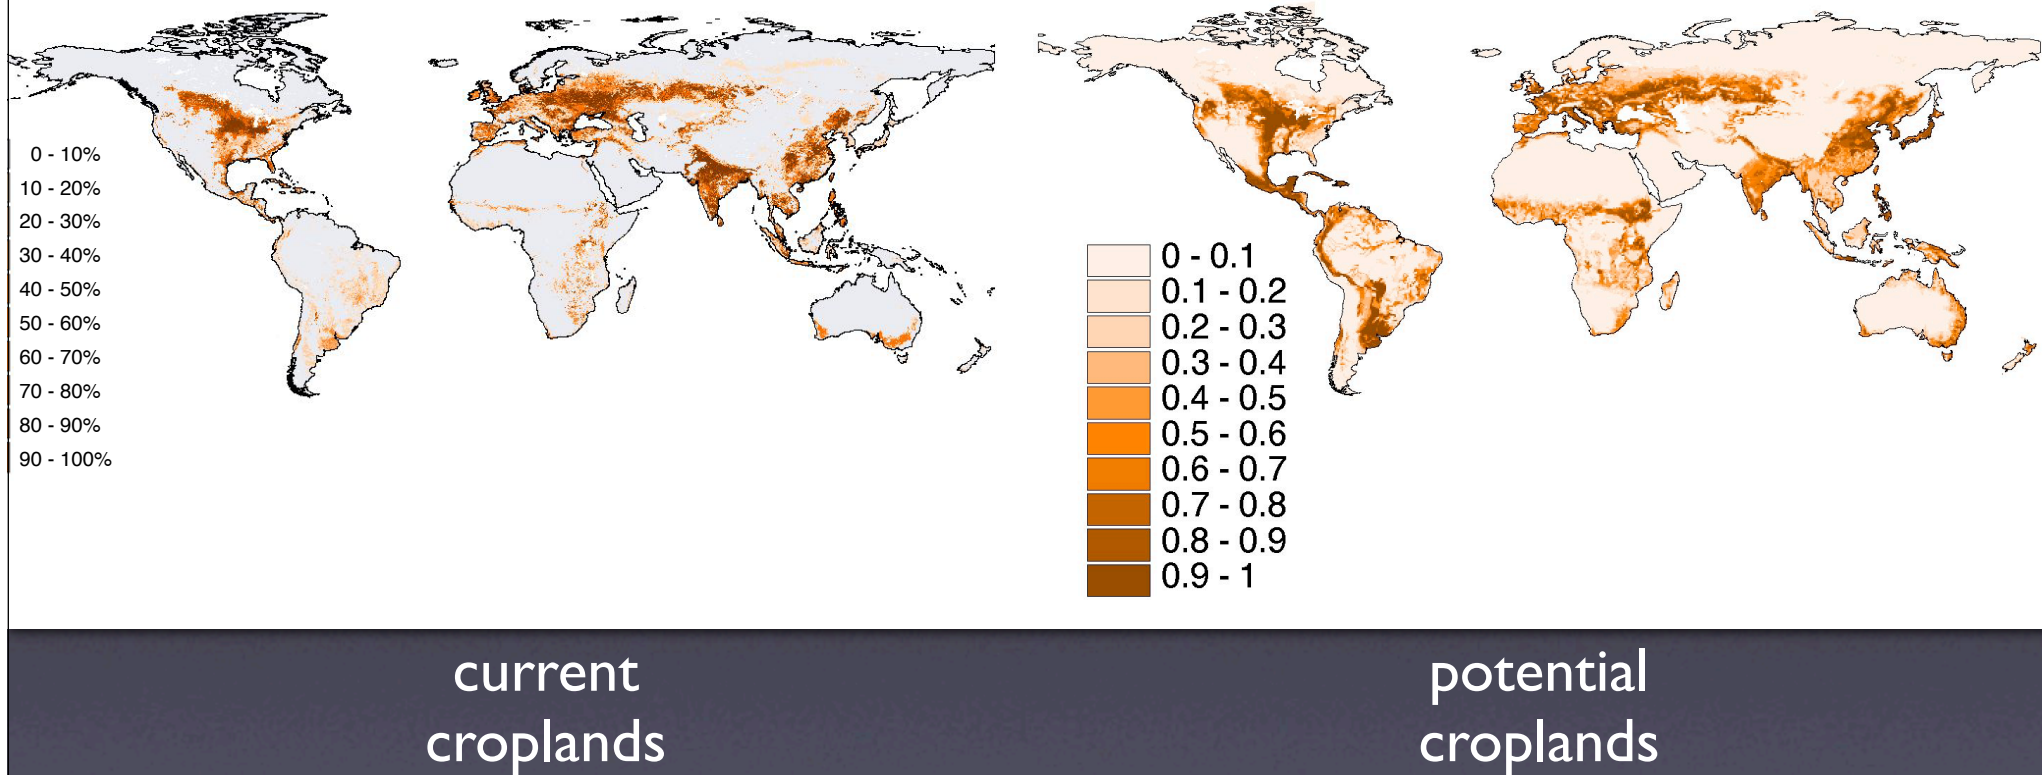 0 - 10%
10 - 20%
20 - 30%
30 - 40%
40 - 50%
50 - 60%
60 - 70%
70 - 80%
80 - 90%
90 - 100%
0 - 0.1
0.1 - 0.2
0.2 - 0.3
0.3 - 0.4
0.4 - 0.5
0.5 - 0.6
0.6 - 0.7
0.7 - 0.8
0.8 - 0.9
0.9 - 1
current
croplands
potential
croplands